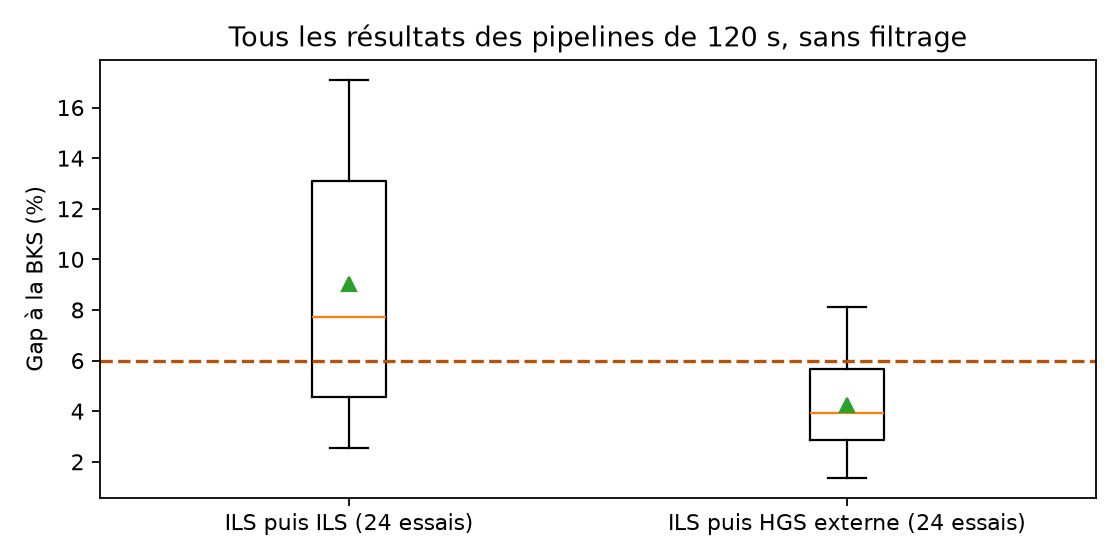 Tous les résultats des pipelines de 120 s, sans filtrage
Gap à la BKS (%)
16
14
12
10
8
6
4
2
ILS puis ILS (24 essais)
ILS puis HGS externe (24 essais)